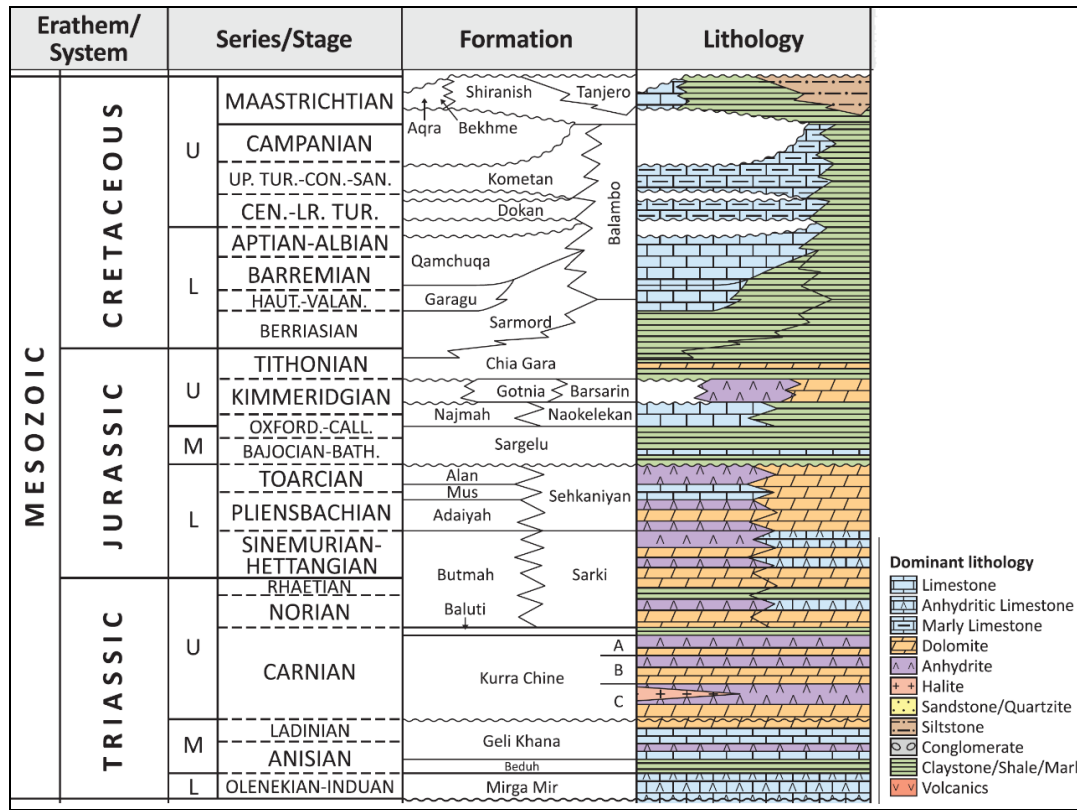 Erathem/
System
Series/Stage
Formation
Lithology
MESOZOIC
CRETACEOUS
U
MAASTRICHTIAN
Shiranish
Tanjero
Aqra
Bekhme
CAMPANIAN
UP. TUR.-CON.-SAN.
Kometan
CEN.-LR. TUR.
Dokan
Balambo
L
APTIAN-ALBIAN
Qamchuqa
BARREMIAN
HAUT.-VALAN.
Garagu
BERRIASIAN
Sarmord
JURASSIC
U
TITHONIAN
Chia Gara
KIMMERIDGIAN
Gotnia
Barsarin
OXFORD.-CALL.
Najmah
Naokelekan
M
BAJOCIAN-BATH.
Sargelu
L
TOARCIAN
Alan
Mus
Sehkaniyan
PLIENSBACHIAN
Adaiyah
SINEMURIAN-
HETTANGIAN
Butmah
Sarki
TRIASSIC
U
RHAETIAN
NORIAN
Baluti
CARNIAN
Kurra Chine
A
B
C
M
LADINIAN
Geli Khana
ANISIAN
Beduh
L
OLENEKIAN-INDUAN
Mirga Mir
Dominant lithology
Limestone
Anhydritic Limestone
Marly Limestone
Dolomite
Anhydrite
Halite
Sandstone/Quartzite
Siltstone
Conglomerate
Claystone/Shale/Marl
Volcanics